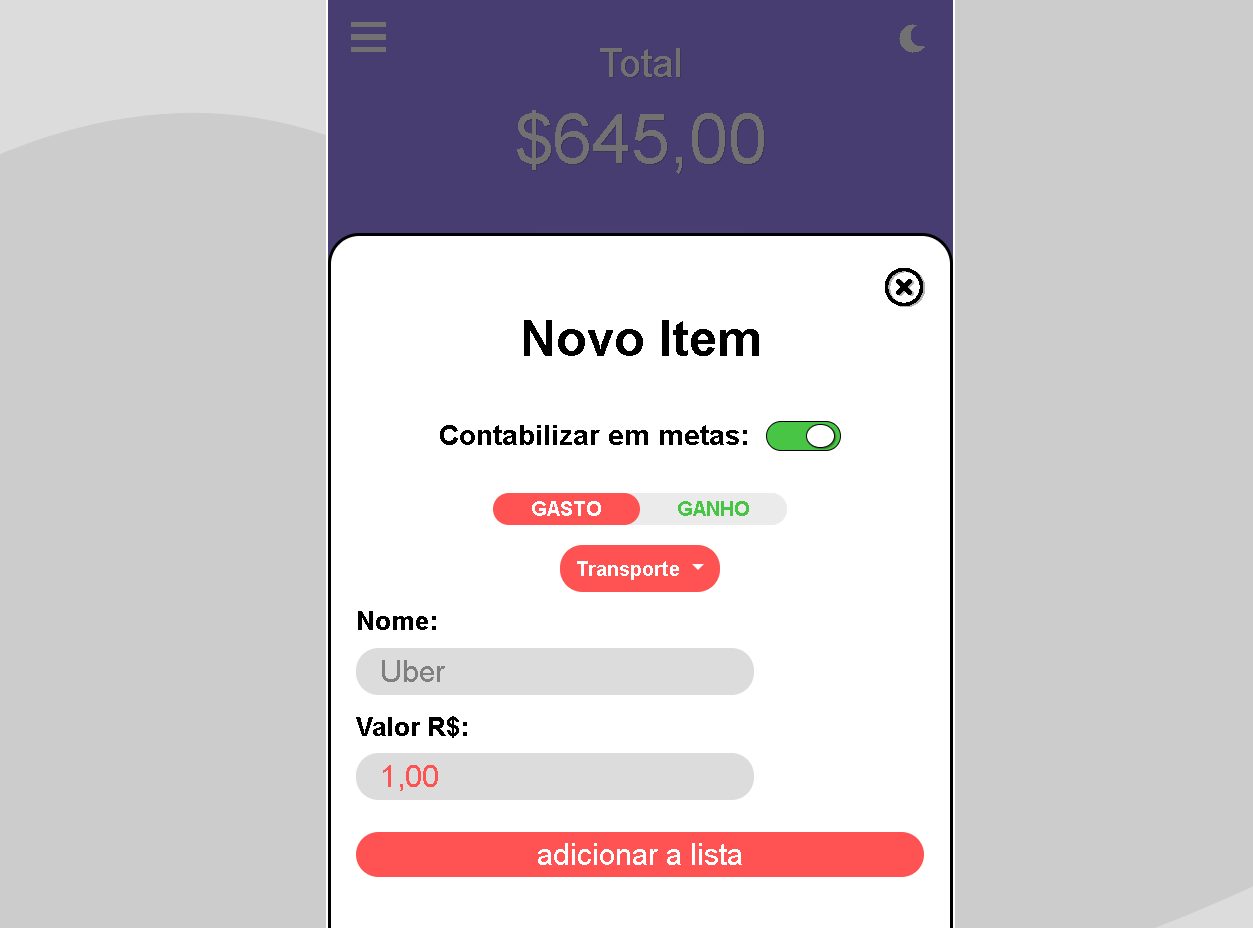 Total
$645,00
Novo Item
Contabilizar em metas:
GASTO GANHO
Transporte
Nome:
Uber
Valor R$:
1,00
adicionar a lista